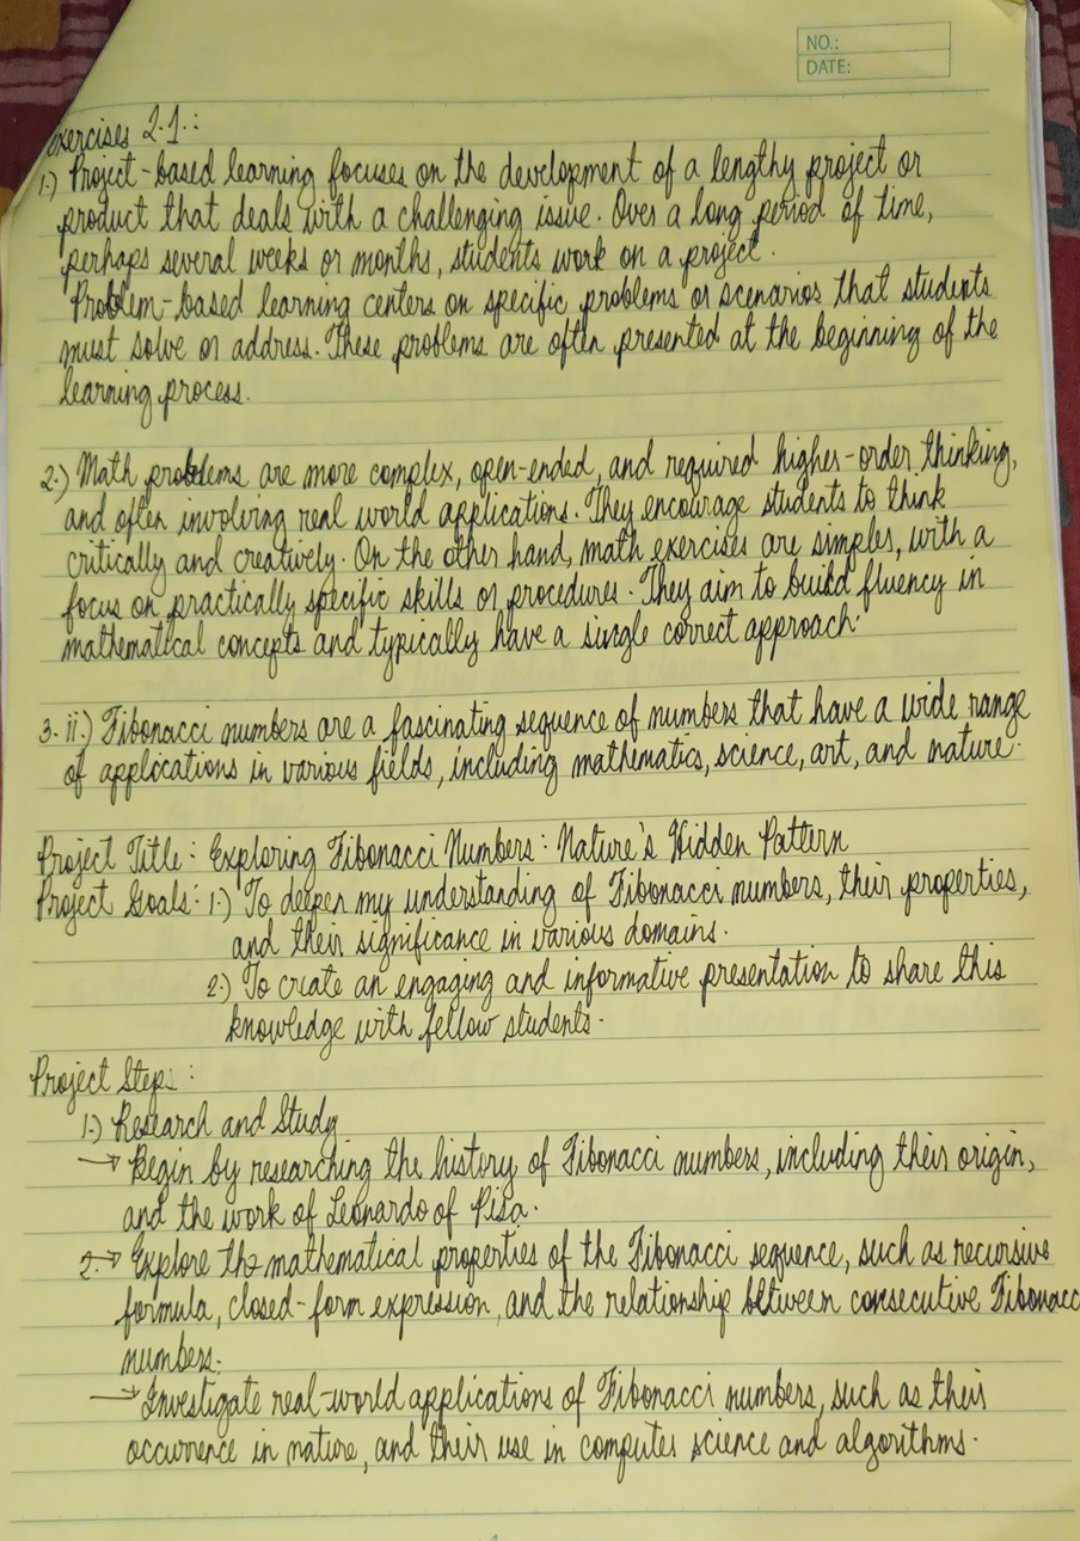 NO.:
DATE:
Exercises 2.1.:
1.) Project-based learning focuses on the development of a lengthy project or
product that deals with a challenging issue. Over a long period of time,
perhaps several weeks or months, students work on a project.
Problem-based learning centers on specific problems or scenarios that students
must solve or address. These problems are often presented at the beginning of the
learning process.
2.) Math problems are more complex, open-ended, and required higher-order thinking,
and often involving real world applications. They encourage students to think
critically and creatively. On the other hand, math exercises are simpler, with a
focus on practically specific skills or procedures. They aim to build fluency in
mathematical concepts and typically have a single correct approach.
3. ii.) Fibonacci numbers are a fascinating sequence of numbers that have a wide range
of applocations in various fields, including mathematics, science, art, and nature.
Project Title: Exploring Fibonacci Numbers: Nature's Hidden Pattern
Project Goals: 1.) To deepen my understanding of Fibonacci numbers, their properties,
and their significance in various domains.
2.) To create an engaging and informative presentation to share this
knowledge with fellow students.
Project Steps:
1.) Research and Study
→ Begin by researching the history of Fibonacci numbers, including their origin,
and the work of Leonardo of Pisa.
2.→ Explore the mathematical properties of the Fibonacci sequence, such as recursive
formula, closed-form expression, and the relationship between consecutive Fibonacc
numbers.
→ Investigate real-world applications of Fibonacci numbers, such as their
occurrence in nature, and their use in computer science and algorithms.